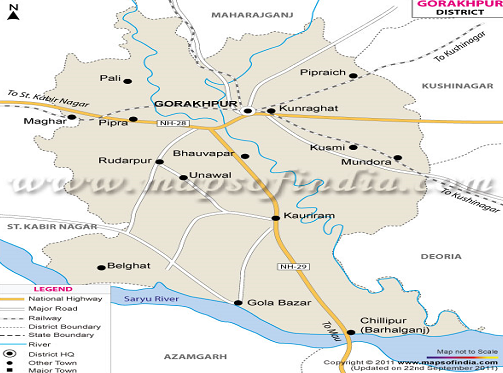 GORAKHPUR
DISTRICT
N
MAHARAJGANJ
To Kushinagar
KUSHINAGAR
Pali
Pipraich
To St. Kabir Nagar
GORAKHPUR
Kunraght
Maghar
Pipra
NH-28
Rudarpur
Bhauvapar
Kusmi
Mundora
Unawal
www.mapsofindia.com
To Kushinagar
Kauriram
ST. KABIR NAGAR
DEORIA
Belghat
NH-29
Saryu River
Gola Bazar
To Mau
Chillipur
(Barhalganj)
AZAMGARH
LEGEND
National Highway
Major Road
Railway
District Boundary
State Boundary
River
District HQ
Other Town
Major Town
Map not to Scale
Copyright © 2011 www.mapsofindia.com
(Updated on 22nd September 2011)